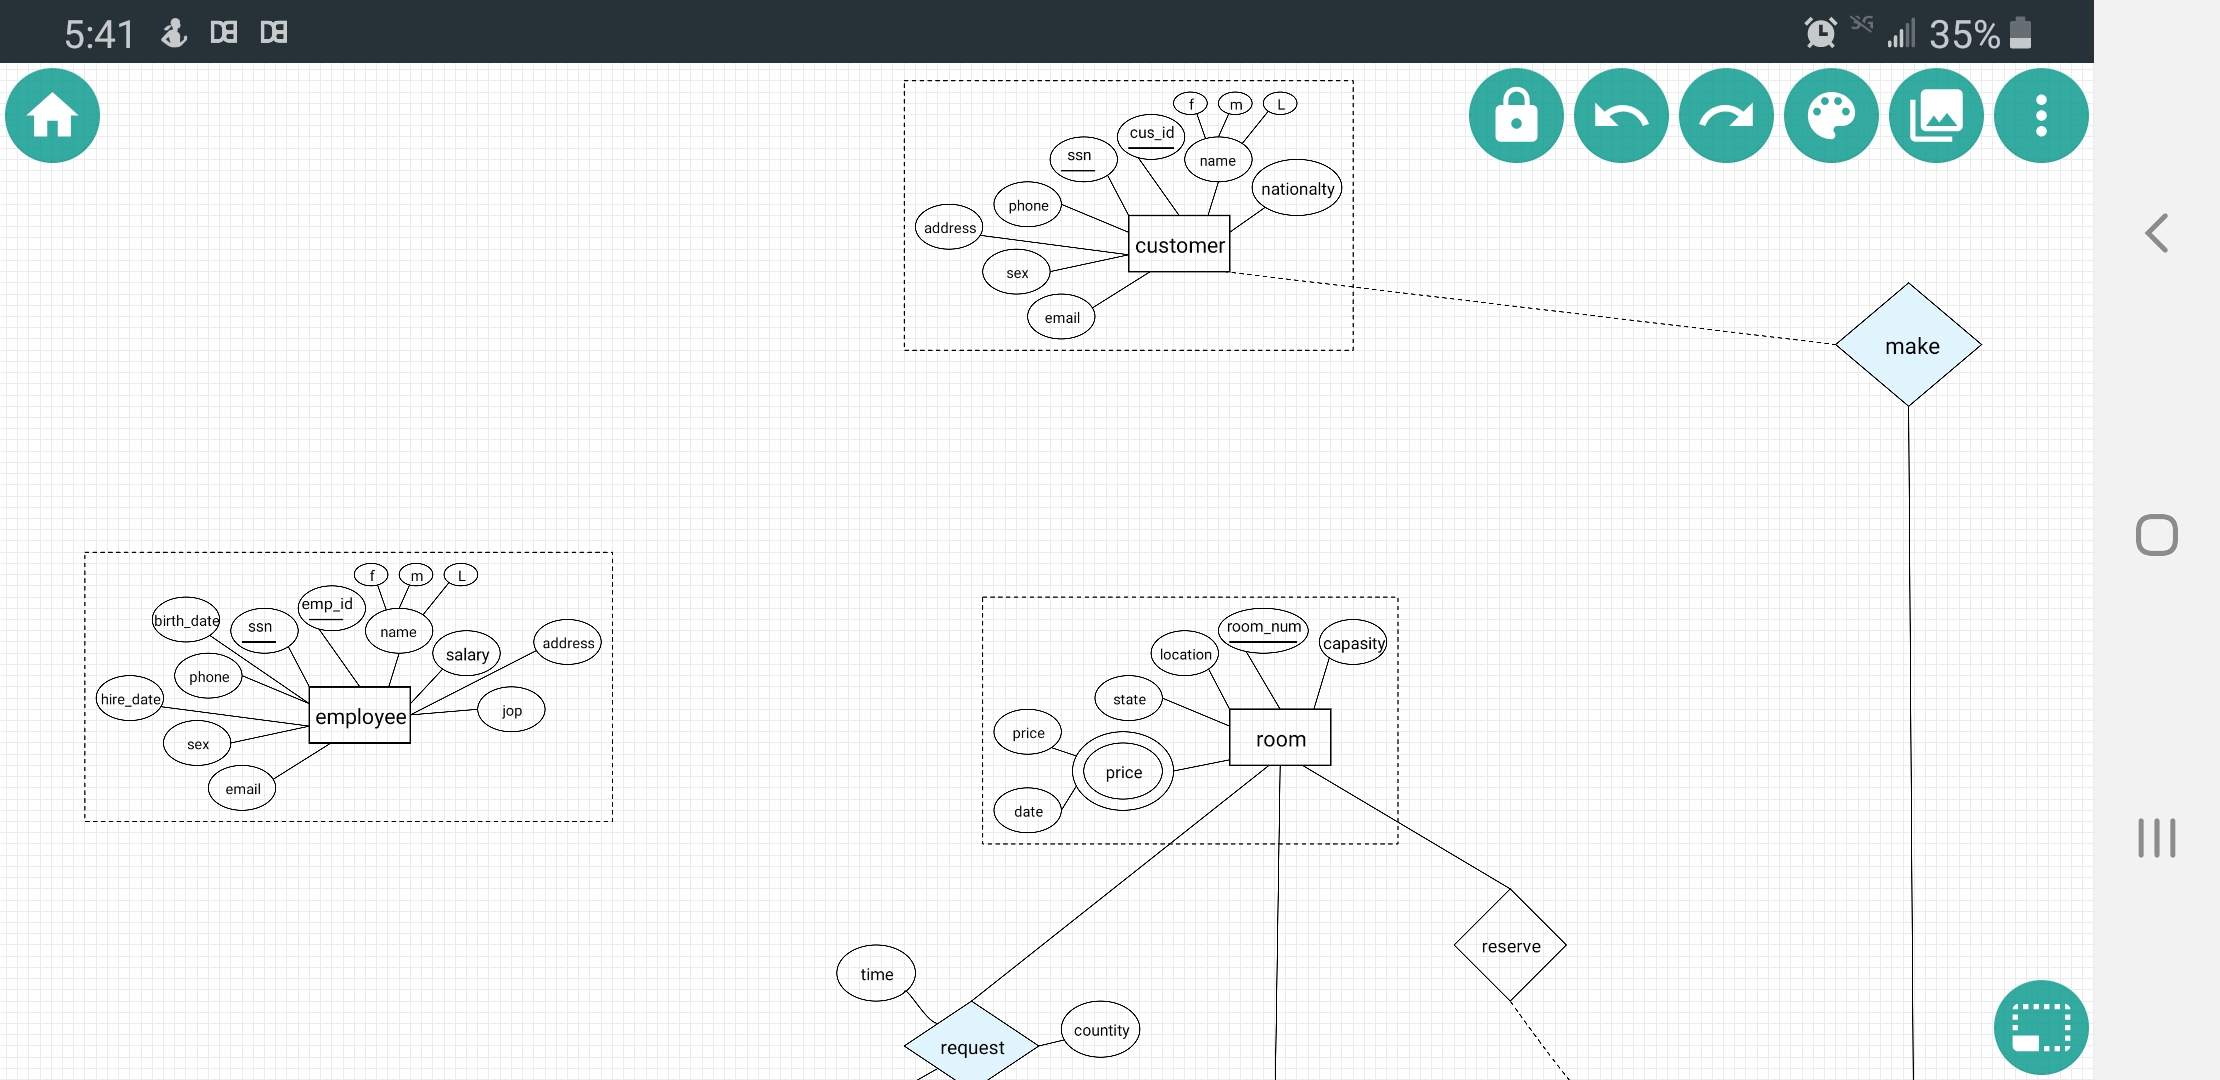 5:41
35%
f m L
cus_id
ssn
name
nationalty
phone
address
customer
sex
email
make
f m L
emp_id
birth_date
ssn
name
address
salary
phone
hire_date
jop
employee
sex
email
room_num
capasity
location
state
price
room
price
date
reserve
time
countity
request